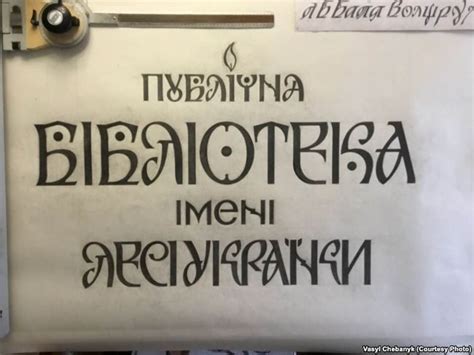 ПУБЛІЧНА
БІБЛІОТЕКА
ІМЕНІ
ЛЕСІ УКРАЇНКИ
Vasyl Chebanyk (Courtesy Photo)